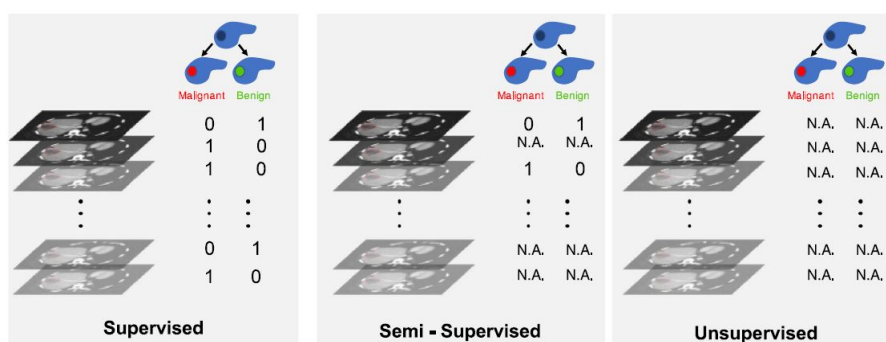 Malignant Benign
0 1
1 0
1 0
0 1
1 0
Supervised
Malignant Benign
0 1
N.A. N.A.
1 0
N.A. N.A.
N.A. N.A.
Semi - Supervised
Malignant Benign
N.A. N.A.
N.A. N.A.
N.A. N.A.
N.A. N.A.
N.A. N.A.
Unsupervised